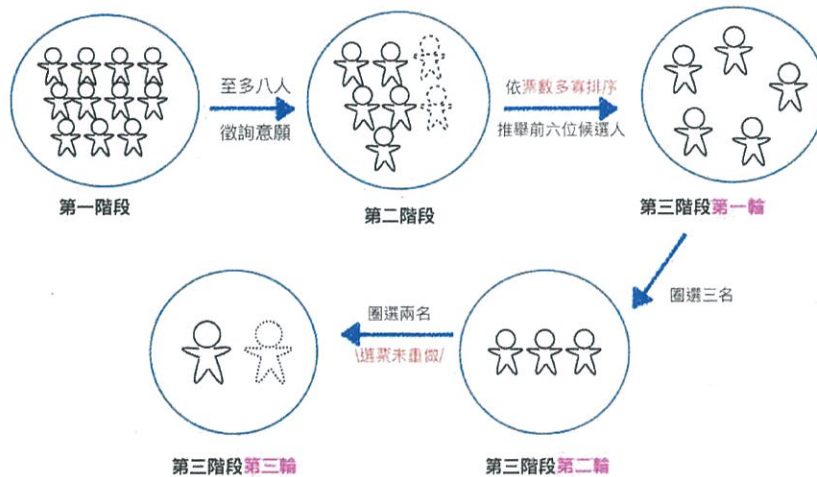 至多八人
徵詢意願
依票數多寡排序
推舉前六位候選人
第一階段
第二階段
第三階段第一輪
圈選三名
圈選兩名
\選票未重做/
第三階段第三輪
第三階段第二輪